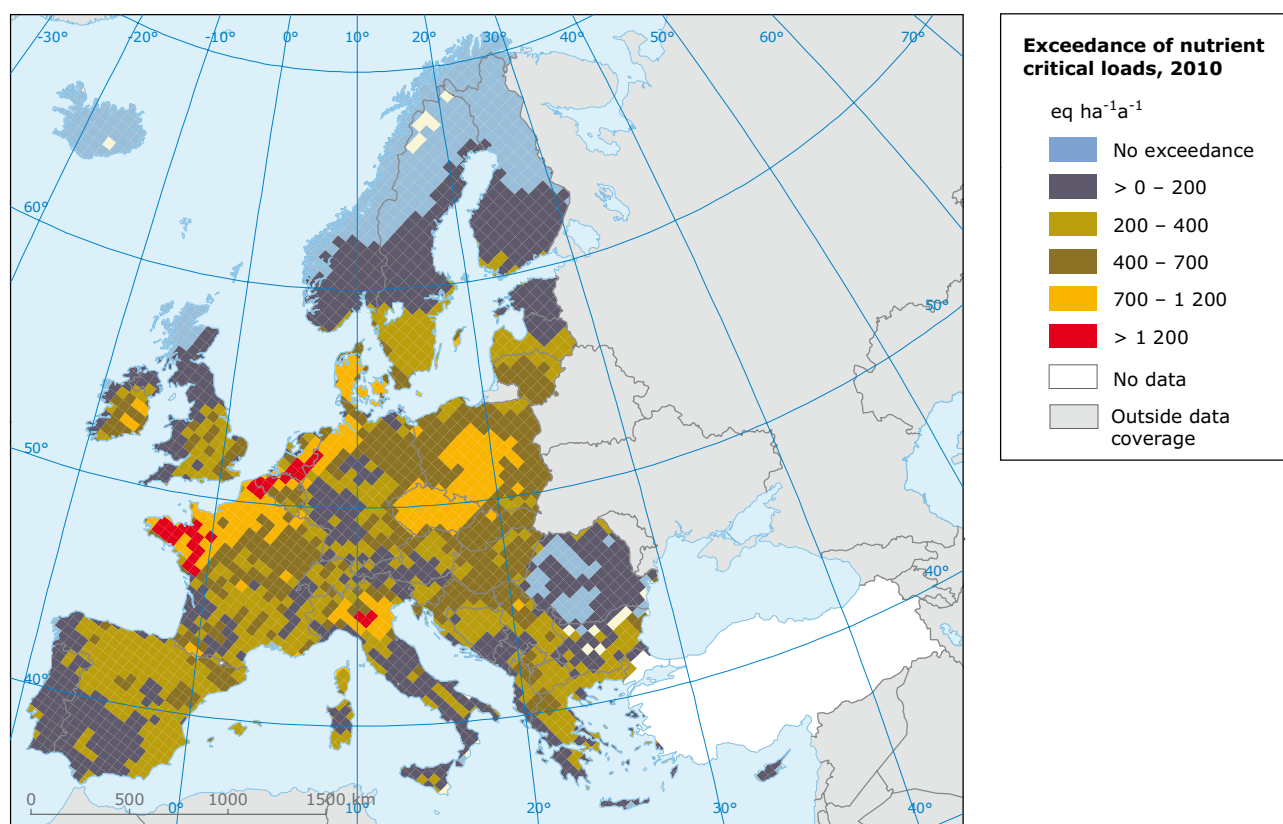 -30° -20° -10° 0° 10° 20° 30° 40° 50° 60° 70°
60°
50°
50°
40°
40°
0 500 1000 1500 km
0° 10° 20° 30° 40°
Exceedance of nutrient
critical loads, 2010
eq ha⁻¹a⁻¹
No exceedance
> 0 – 200
200 – 400
400 – 700
700 – 1 200
> 1 200
No data
Outside data
coverage